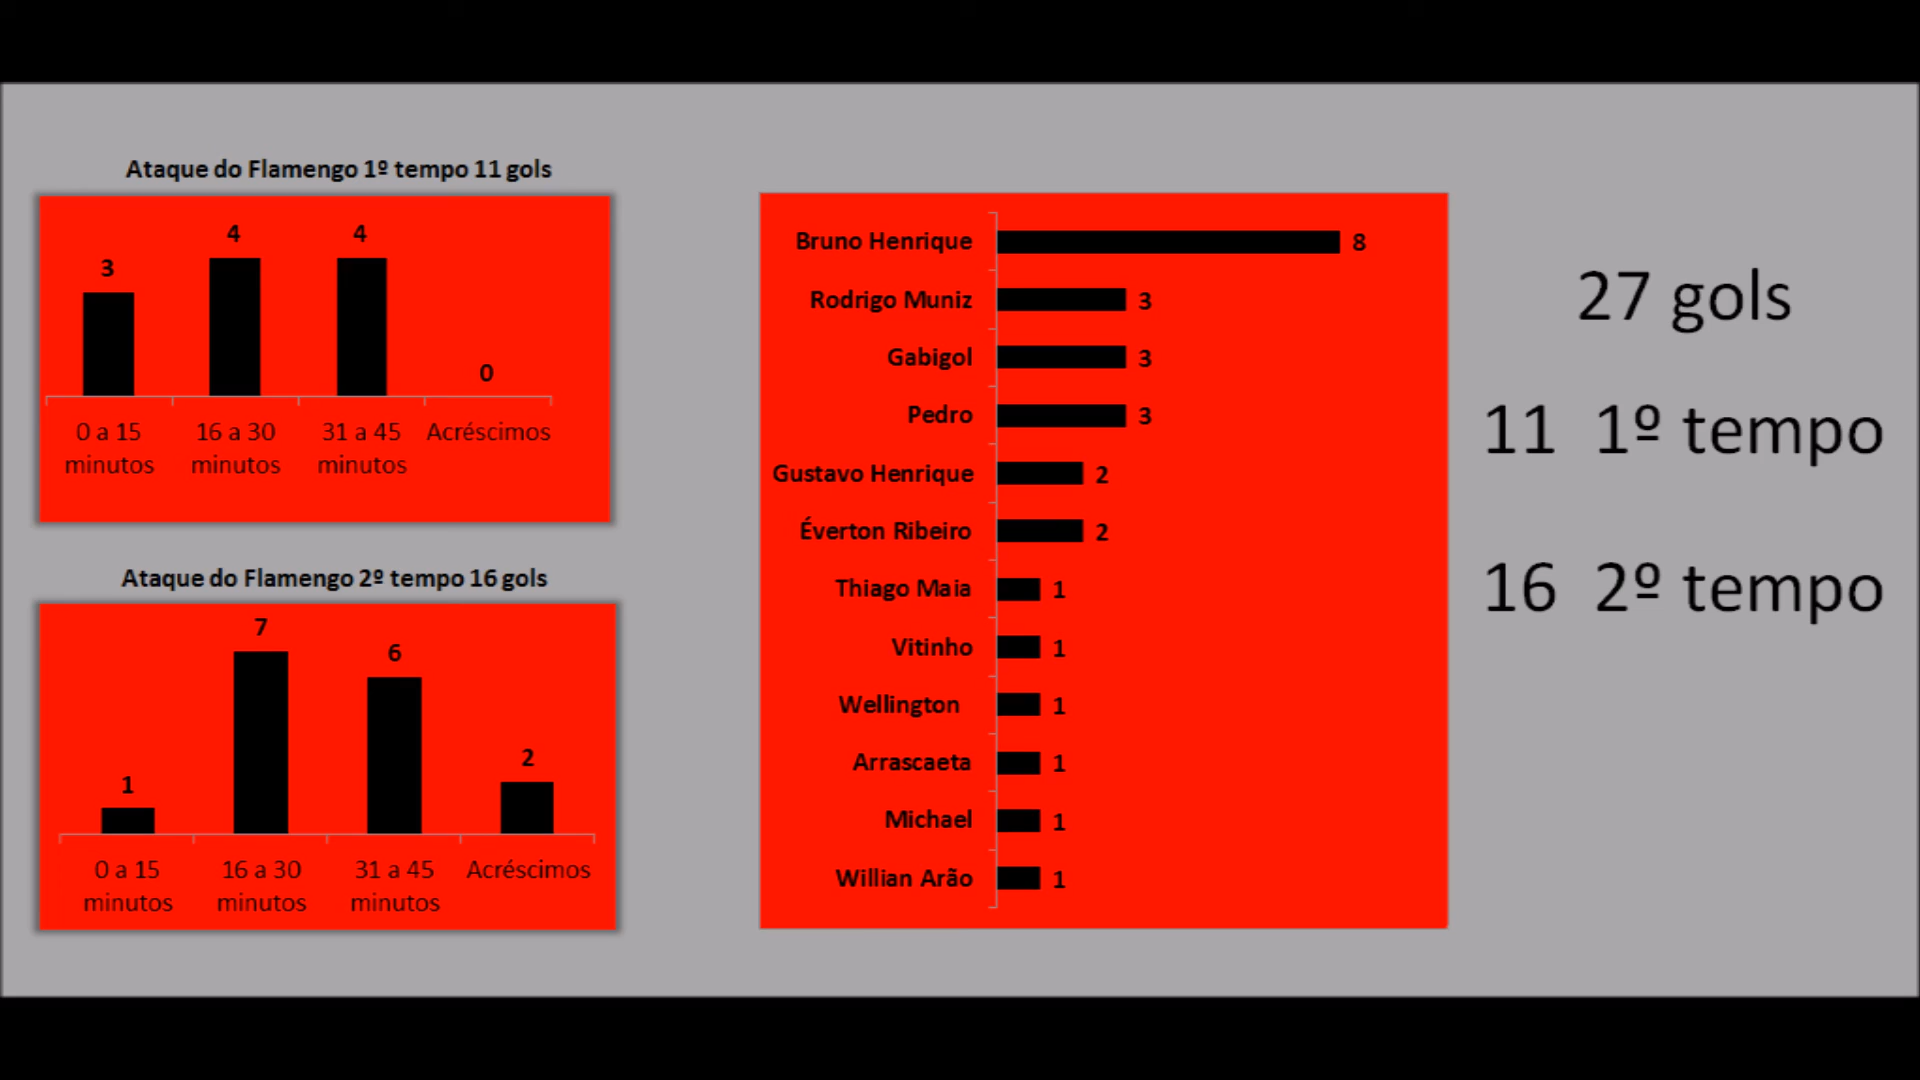 Ataque do Flamengo 1º tempo 11 gols
3
4
4
0
0 a 15 minutos
16 a 30 minutos
31 a 45 minutos
Acréscimos
Ataque do Flamengo 2º tempo 16 gols
1
7
6
2
0 a 15 minutos
16 a 30 minutos
31 a 45 minutos
Acréscimos
Bruno Henrique 8
Rodrigo Muniz 3
Gabigol 3
Pedro 3
Gustavo Henrique 2
Éverton Ribeiro 2
Thiago Maia 1
Vitinho 1
Wellington 1
Arrascaeta 1
Michael 1
Willian Arão 1
27 gols
11 1º tempo
16 2º tempo